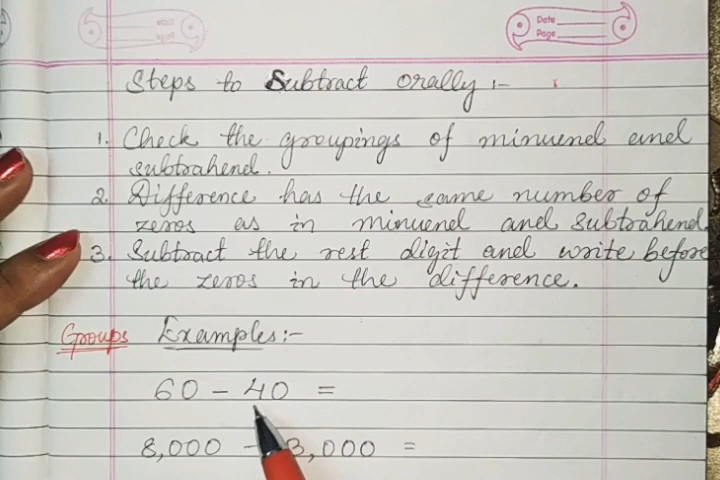 Date
Page
Steps to Subtract orally :-
1. Check the groupings of minuend and
subtrahend.
2. Difference has the same number of
zeros as in minuend and subtrahend.
3. Subtract the rest digit and write before
the zeros in the difference.
Groups Examples:-
60 - 40 =
8,000 - 3,000 =